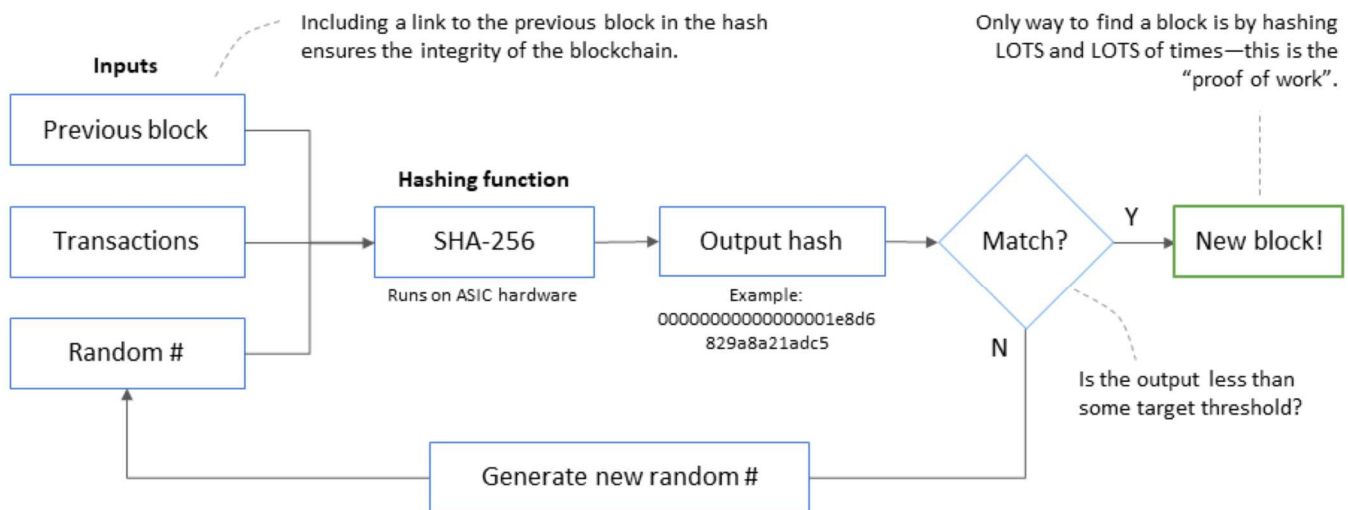 Including a link to the previous block in the hash
ensures the integrity of the blockchain.
Only way to find a block is by hashing
LOTS and LOTS of times—this is the
“proof of work”.
Inputs
Previous block
Transactions
Random #
Hashing function
SHA-256
Runs on ASIC hardware
Output hash
Example:
00000000000000001e8d6
829a8a21adc5
Match?
Y
New block!
N
Is the output less than
some target threshold?
Generate new random #